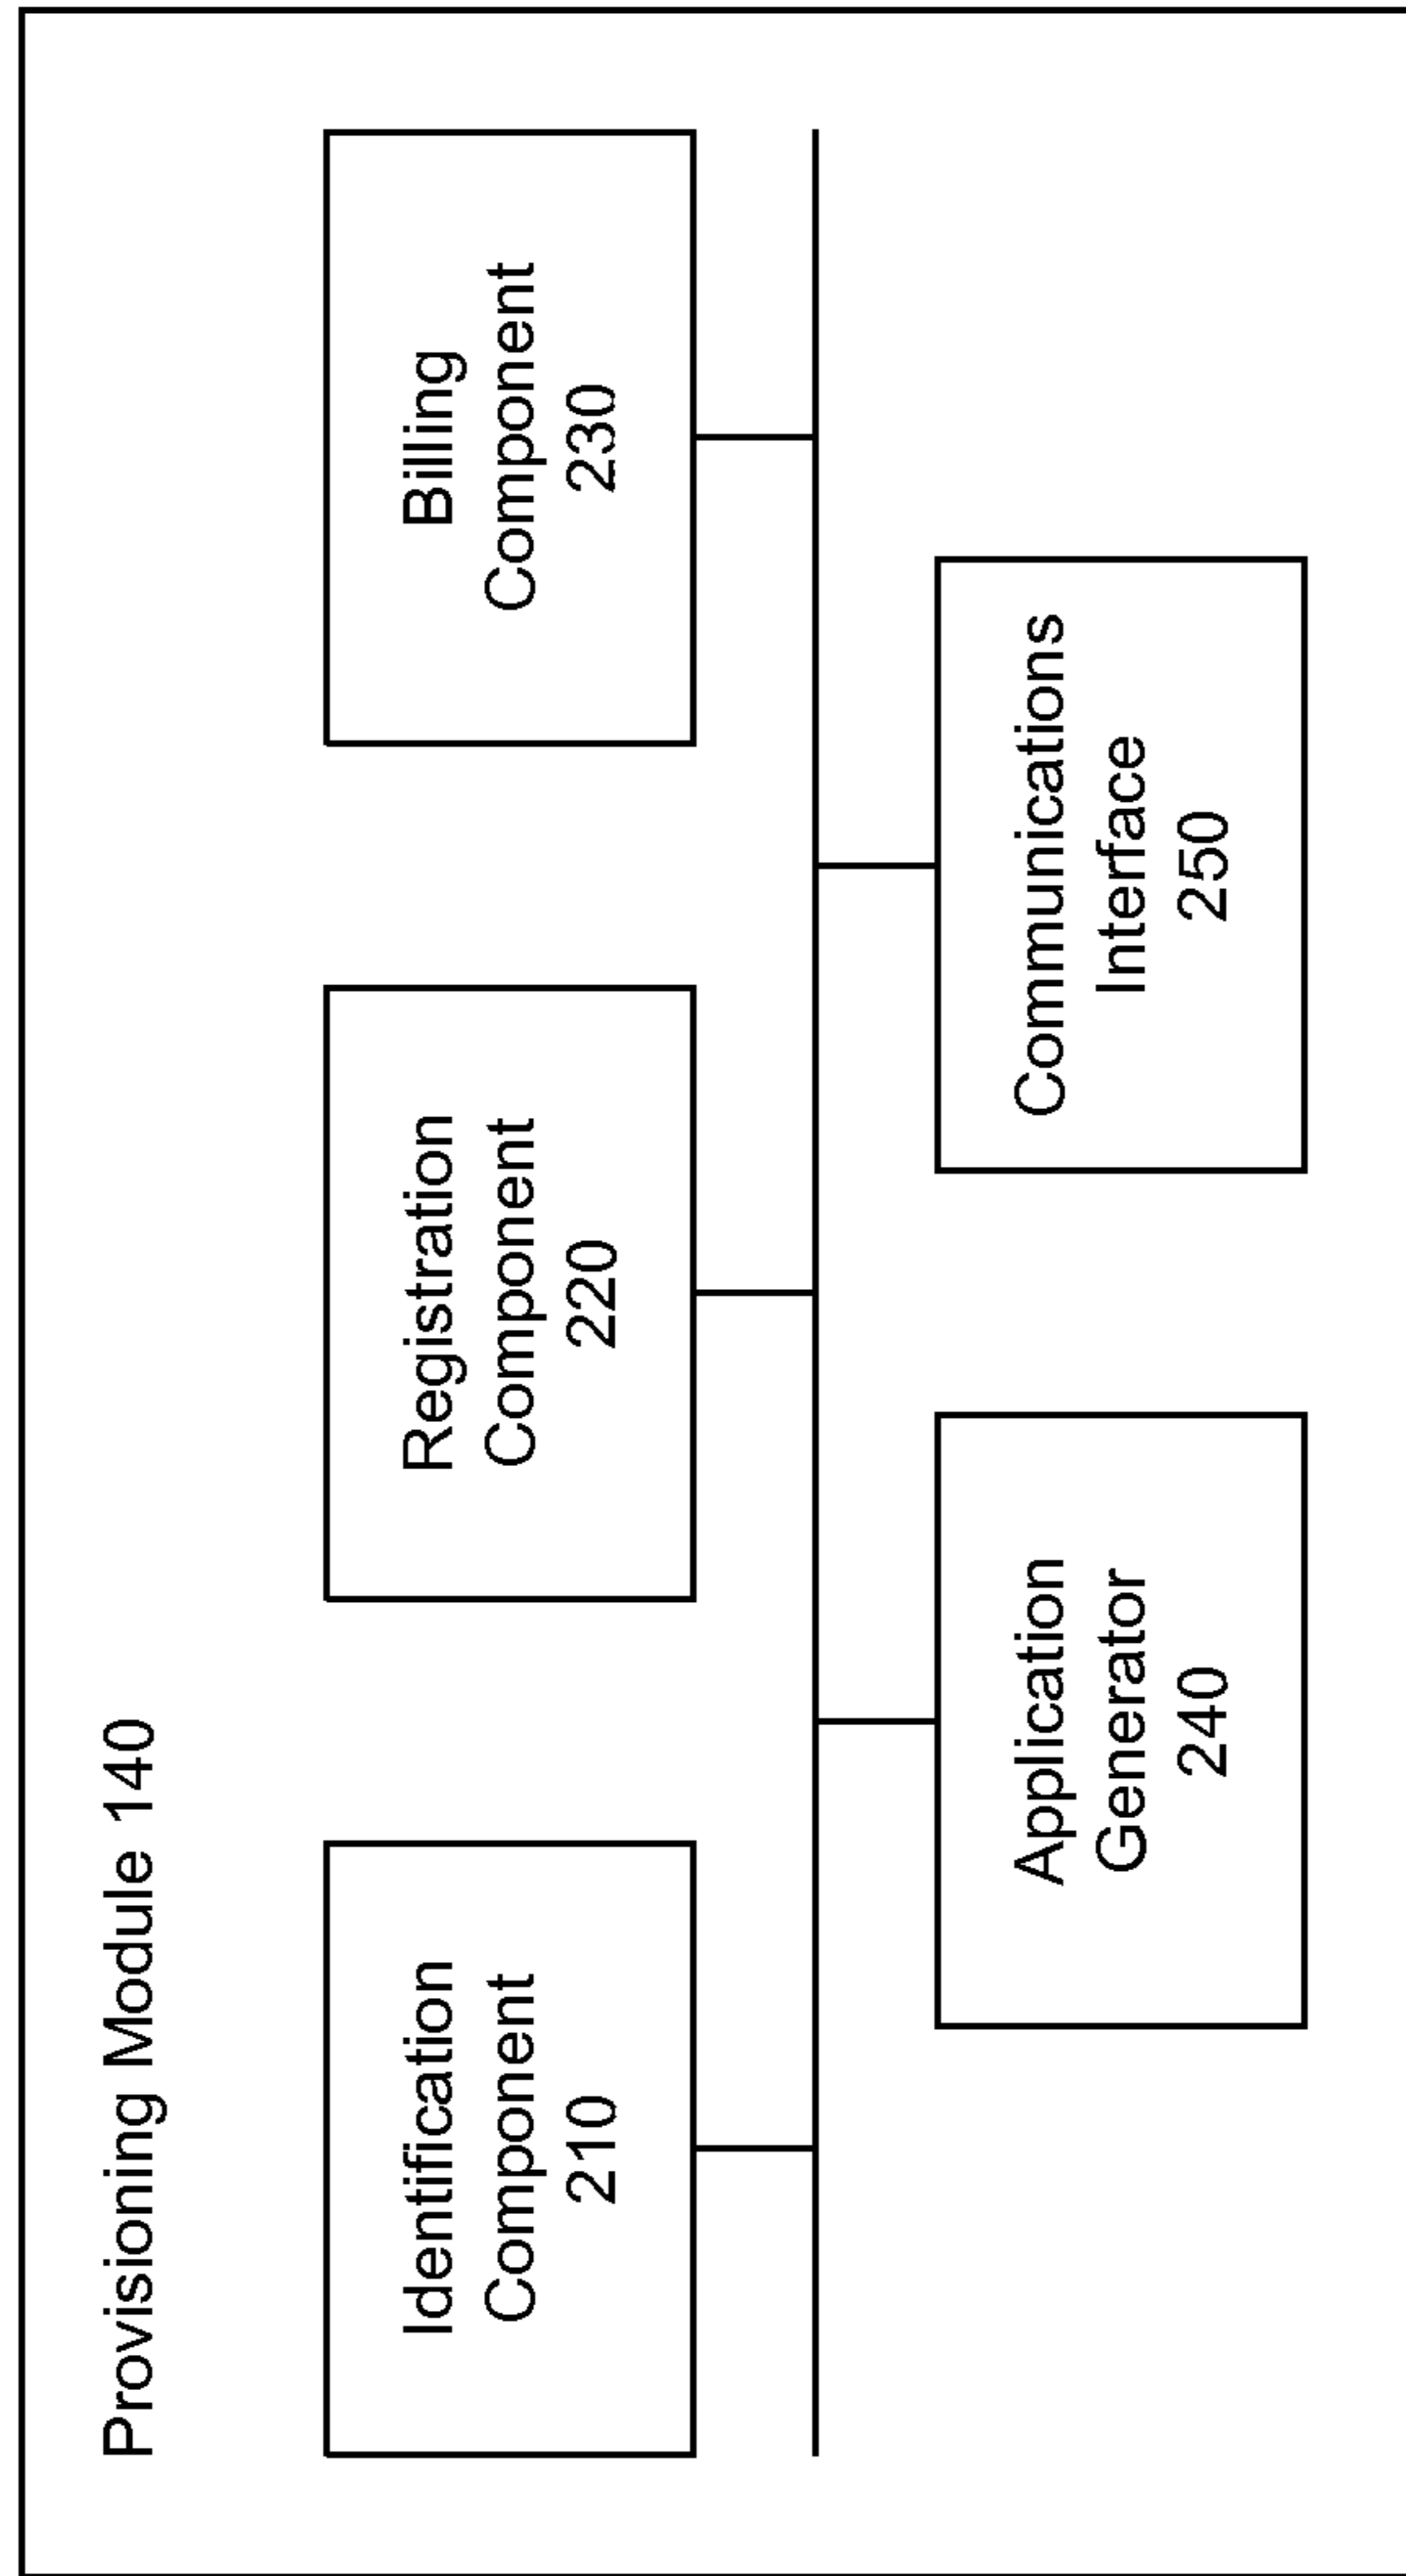 Provisioning Module 140
Identification
Component
210
Registration
Component
220
Billing
Component
230
Application
Generator
240
Communications
Interface
250